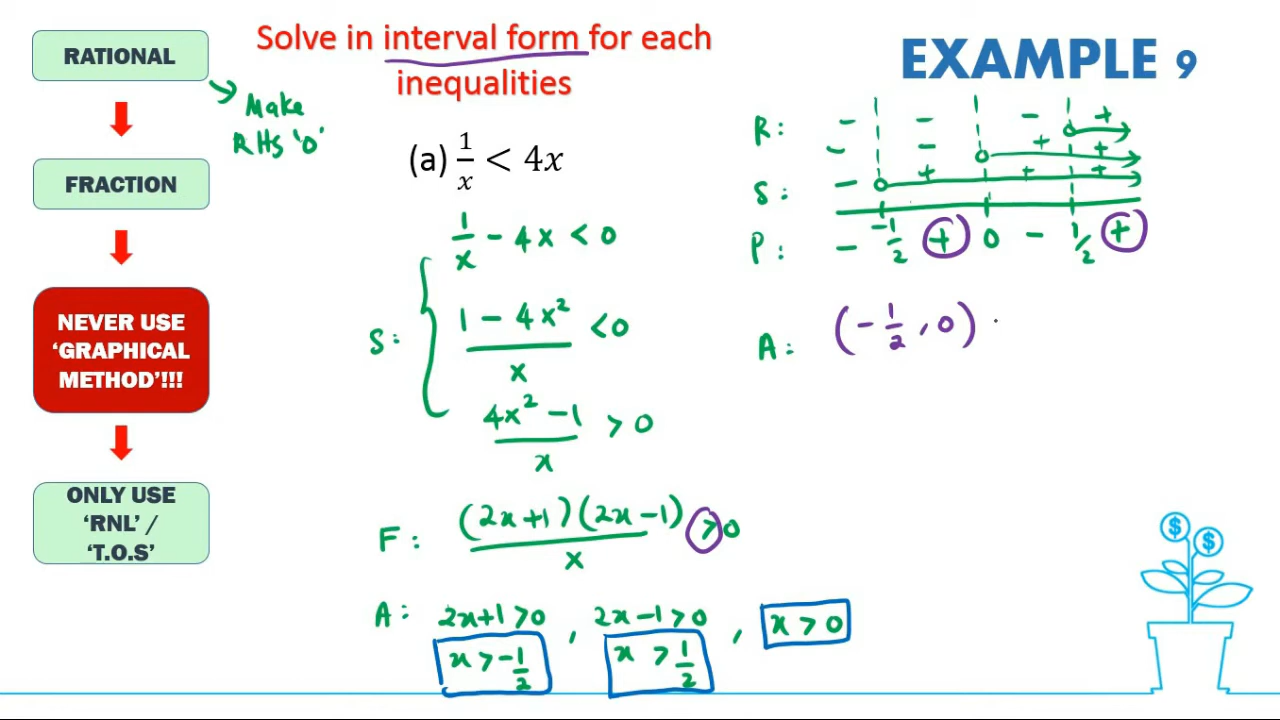 RATIONAL
Make
RHS '0'
FRACTION
NEVER USE
'GRAPHICAL
METHOD'!!!
ONLY USE
'RNL' /
'T.O.S'
Solve in interval form for each
inequalities
(a) 1/x < 4x
1/x - 4x < 0
S: (1 - 4x²)/x < 0
(4x² - 1)/x > 0
F: (2x+1)(2x-1)/x > 0
A: 2x+1>0 , 2x-1>0 , x > 0
x > -1/2 x > 1/2
EXAMPLE 9
R: - - - +
- - + +
S: - + + +
P: - -1/2 + 0 - 1/2 +
A: (-1/2, 0)
$ $